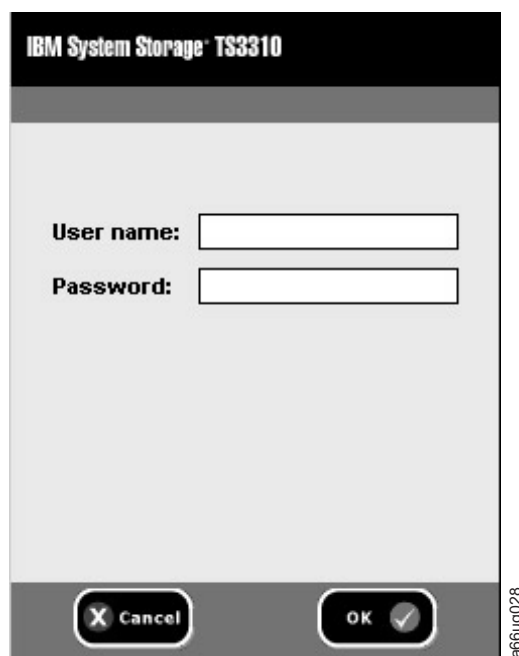 IBM System Storage TS3310
User name:
Password:
X Cancel
OK
a66ug028